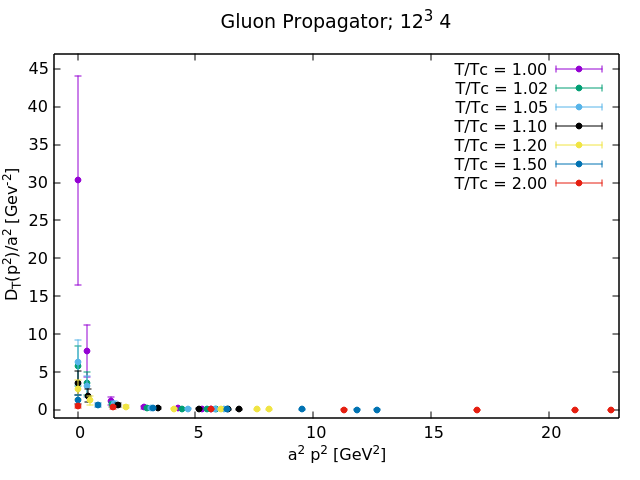 Gluon Propagator; 12³ 4
T/Tc = 1.00
T/Tc = 1.02
T/Tc = 1.05
T/Tc = 1.10
T/Tc = 1.20
T/Tc = 1.50
T/Tc = 2.00
45
40
35
30
25
20
15
10
5
0
D_T(p²)/a² [Gev⁻²]
0 5 10 15 20
a² p² [GeV²]